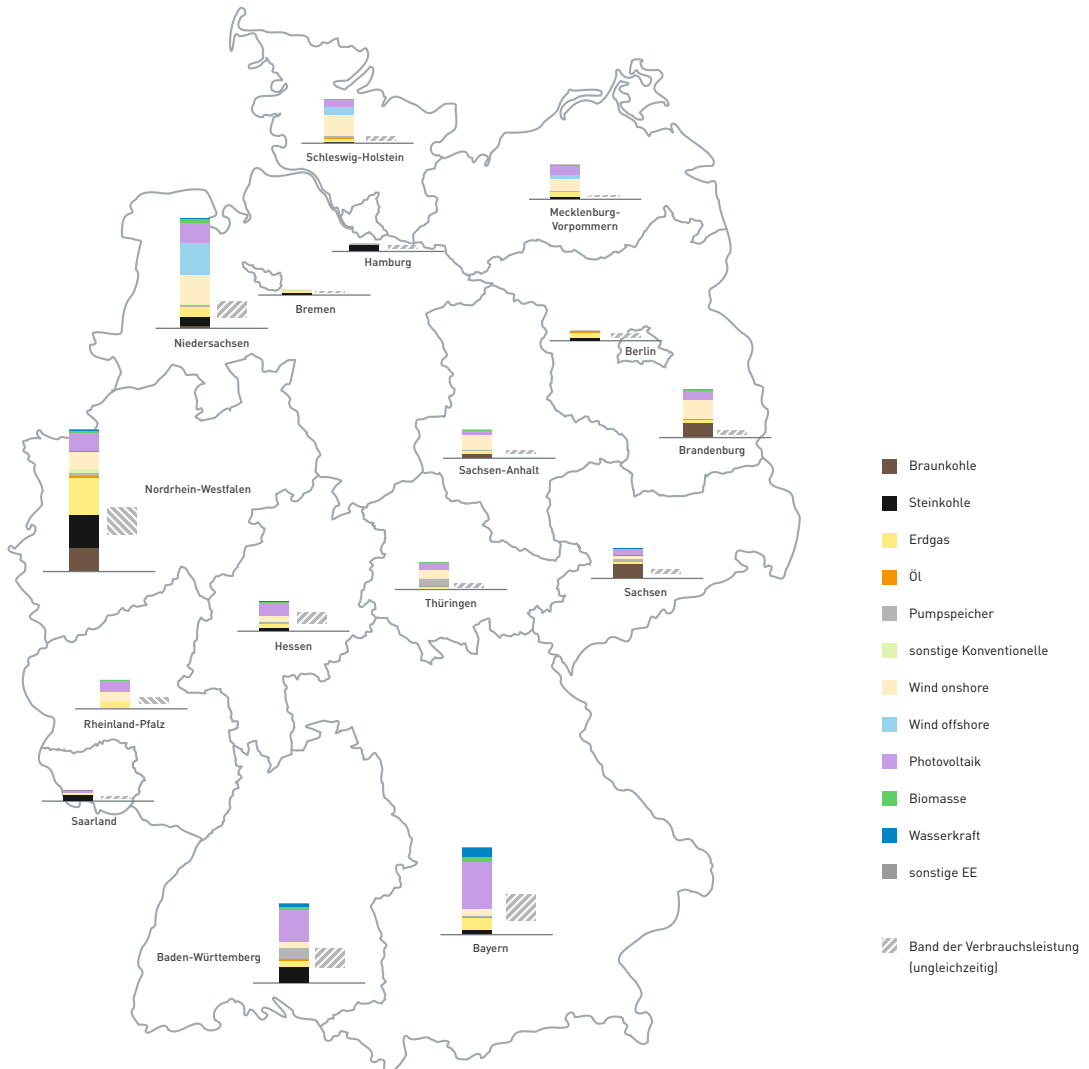 Schleswig-Holstein
Mecklenburg-
Vorpommern
Hamburg
Bremen
Niedersachsen
Berlin
Brandenburg
Sachsen-Anhalt
Nordrhein-Westfalen
Sachsen
Thüringen
Hessen
Rheinland-Pfalz
Saarland
Baden-Württemberg
Bayern
Braunkohle
Steinkohle
Erdgas
Öl
Pumpspeicher
sonstige Konventionelle
Wind onshore
Wind offshore
Photovoltaik
Biomasse
Wasserkraft
sonstige EE
Band der Verbrauchsleistung
(ungleichzeitig)